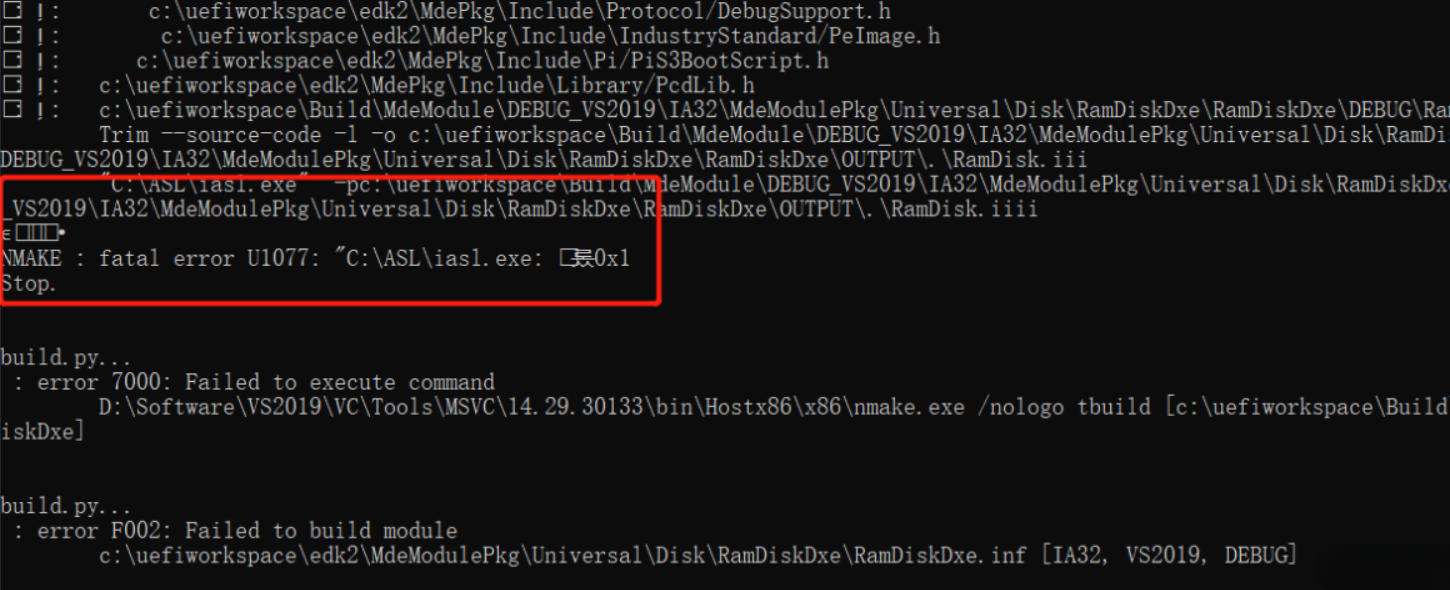 !: c:\uefiworkspace\edk2\MdePkg\Include\Protocol/DebugSupport.h
!: c:\uefiworkspace\edk2\MdePkg\Include\IndustryStandard/PeImage.h
!: c:\uefiworkspace\edk2\MdePkg\Include\Pi/PiS3BootScript.h
!: c:\uefiworkspace\edk2\MdePkg\Include\Library/PcdLib.h
!: c:\uefiworkspace\Build\MdeModule\DEBUG_VS2019\IA32\MdeModulePkg\Universal\Disk\RamDiskDxe\RamDiskDxe\DEBUG\Ra
Trim --source-code -l -o c:\uefiworkspace\Build\MdeModule\DEBUG_VS2019\IA32\MdeModulePkg\Universal\Disk\RamDi
DEBUG_VS2019\IA32\MdeModulePkg\Universal\Disk\RamDiskDxe\RamDiskDxe\OUTPUT\.\RamDisk.iii
"C:\ASL\iasl.exe" -pc:\uefiworkspace\Build\MdeModule\DEBUG_VS2019\IA32\MdeModulePkg\Universal\Disk\RamDiskDx
_VS2019\IA32\MdeModulePkg\Universal\Disk\RamDiskDxe\RamDiskDxe\OUTPUT\.\RamDisk.iiii
NMAKE : fatal error U1077: "C:\ASL\iasl.exe: 0x1
Stop.
build.py...
: error 7000: Failed to execute command
D:\Software\VS2019\VC\Tools\MSVC\14.29.30133\bin\Hostx86\x86\nmake.exe /nologo tbuild [c:\uefiworkspace\Build
iskDxe]
build.py...
: error F002: Failed to build module
c:\uefiworkspace\edk2\MdeModulePkg\Universal\Disk\RamDiskDxe\RamDiskDxe.inf [IA32, VS2019, DEBUG]